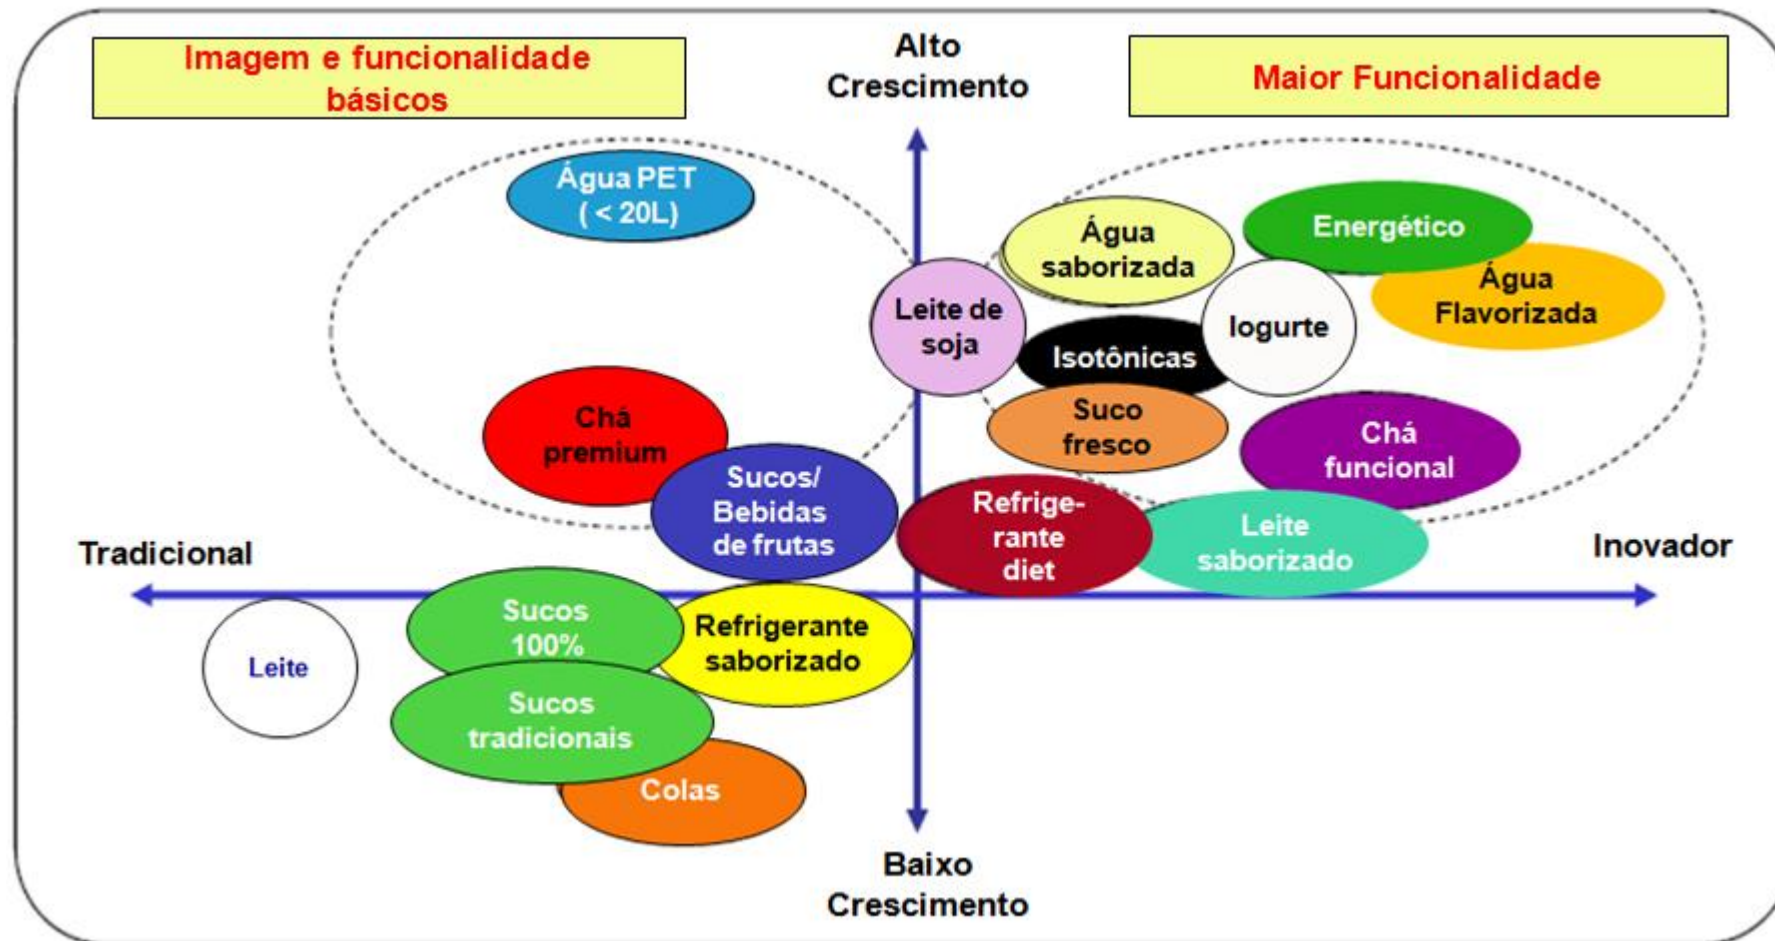 Imagem e funcionalidade
básicos
Alto
Crescimento
Maior Funcionalidade
Água PET
( < 20L)
Água
saborizada
Energético
Água
Flavorizada
Leite de
soja
Iogurte
Isotônicas
Chá
premium
Suco
fresco
Chá
funcional
Sucos/
Bebidas
de frutas
Refrige-
rante
diet
Leite
saborizado
Tradicional
Inovador
Sucos
100%
Refrigerante
saborizado
Leite
Sucos
tradicionais
Colas
Baixo
Crescimento